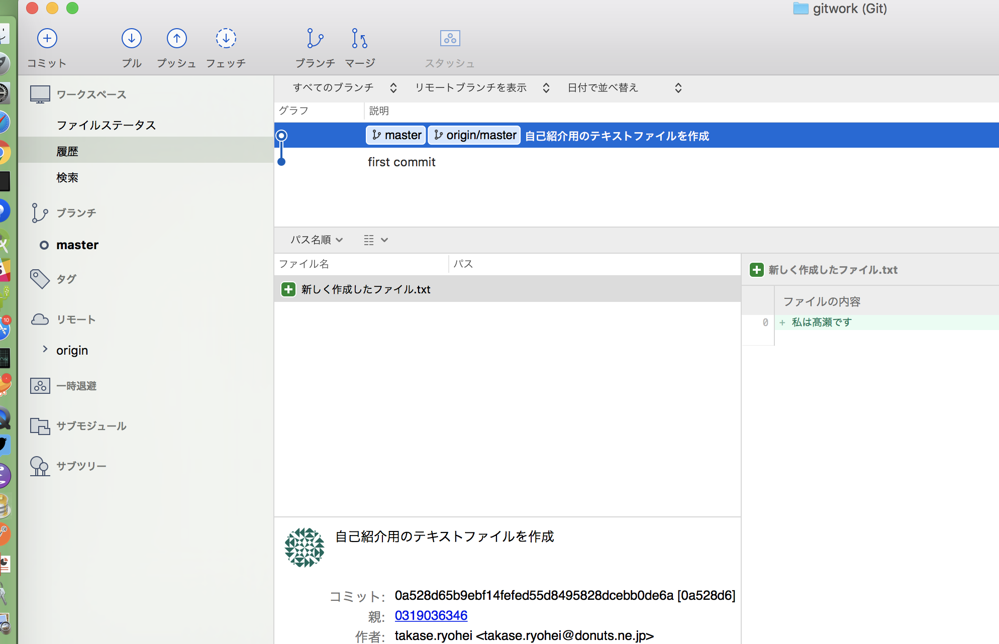 gitwork (Git)
コミット
プル
プッシュ
フェッチ
ブランチ
マージ
スタッシュ
ワークスペース
ファイルステータス
履歴
検索
ブランチ
master
タグ
リモート
origin
一時退避
サブモジュール
サブツリー
すべてのブランチ
リモートブランチを表示
日付で並べ替え
グラフ
説明
master origin/master 自己紹介用のテキストファイルを作成
first commit
パス名順
ファイル名
パス
新しく作成したファイル.txt
新しく作成したファイル.txt
ファイルの内容
0 + 私は髙瀬です
自己紹介用のテキストファイルを作成
コミット: 0a528d65b9ebf14fefed55d8495828dcebb0de6a [0a528d6]
親: 0319036346
作者: takase.ryohei <takase.ryohei@donuts.ne.jp>
10